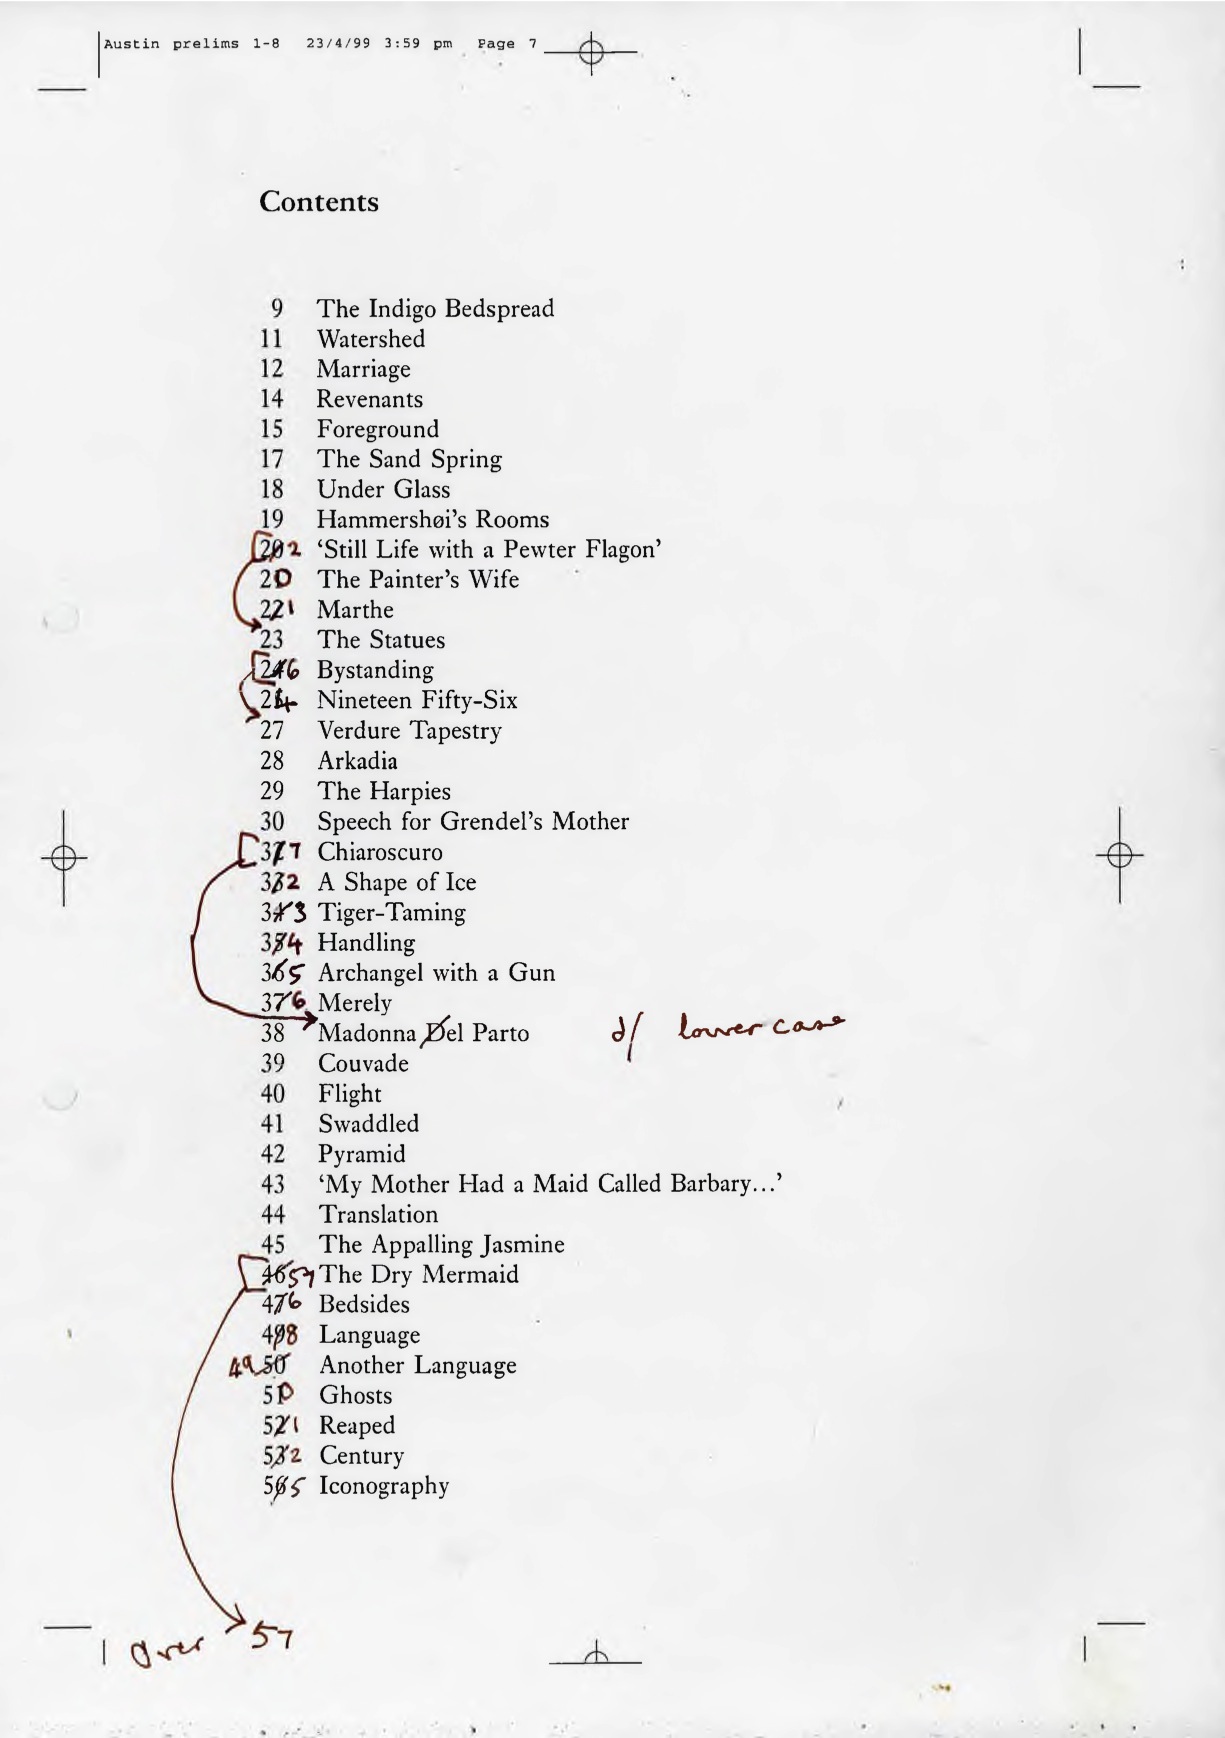 Austin prelims 1-8 23/4/99 3:59 pm Page 7
Contents
9 The Indigo Bedspread
11 Watershed
12 Marriage
14 Revenants
15 Foreground
17 The Sand Spring
18 Under Glass
19 Hammershøi's Rooms
202 ‘Still Life with a Pewter Flagon’
20 The Painter's Wife
221 Marthe
23 The Statues
246 Bystanding
24 Nineteen Fifty-Six
27 Verdure Tapestry
28 Arkadia
29 The Harpies
30 Speech for Grendel's Mother
317 Chiaroscuro
332 A Shape of Ice
343 Tiger-Taming
354 Handling
365 Archangel with a Gun
376 Merely
38 Madonna Del Parto d/ lower case
39 Couvade
40 Flight
41 Swaddled
42 Pyramid
43 ‘My Mother Had a Maid Called Barbary...’
44 Translation
45 The Appalling Jasmine
4657 The Dry Mermaid
476 Bedsides
498 Language
49 50 Another Language
510 Ghosts
521 Reaped
532 Century
565 Iconography
over 57